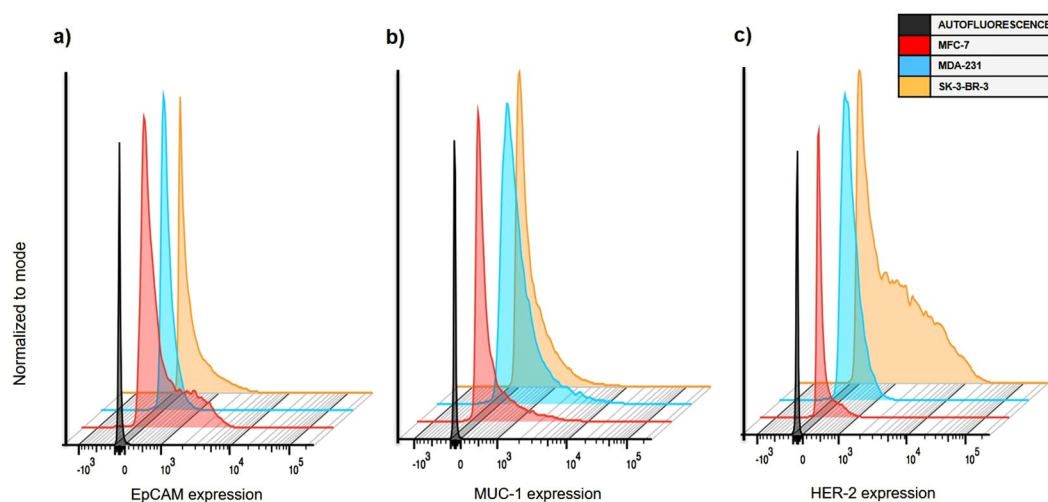 a)
b)
c)
AUTOFLUORESCENCE
MFC-7
MDA-231
SK-3-BR-3
Normalized to mode
-10³ 0 10³ 10⁴ 10⁵
-10³ 0 10³ 10⁴ 10⁵
-10³ 0 10³ 10⁴ 10⁵
EpCAM expression
MUC-1 expression
HER-2 expression